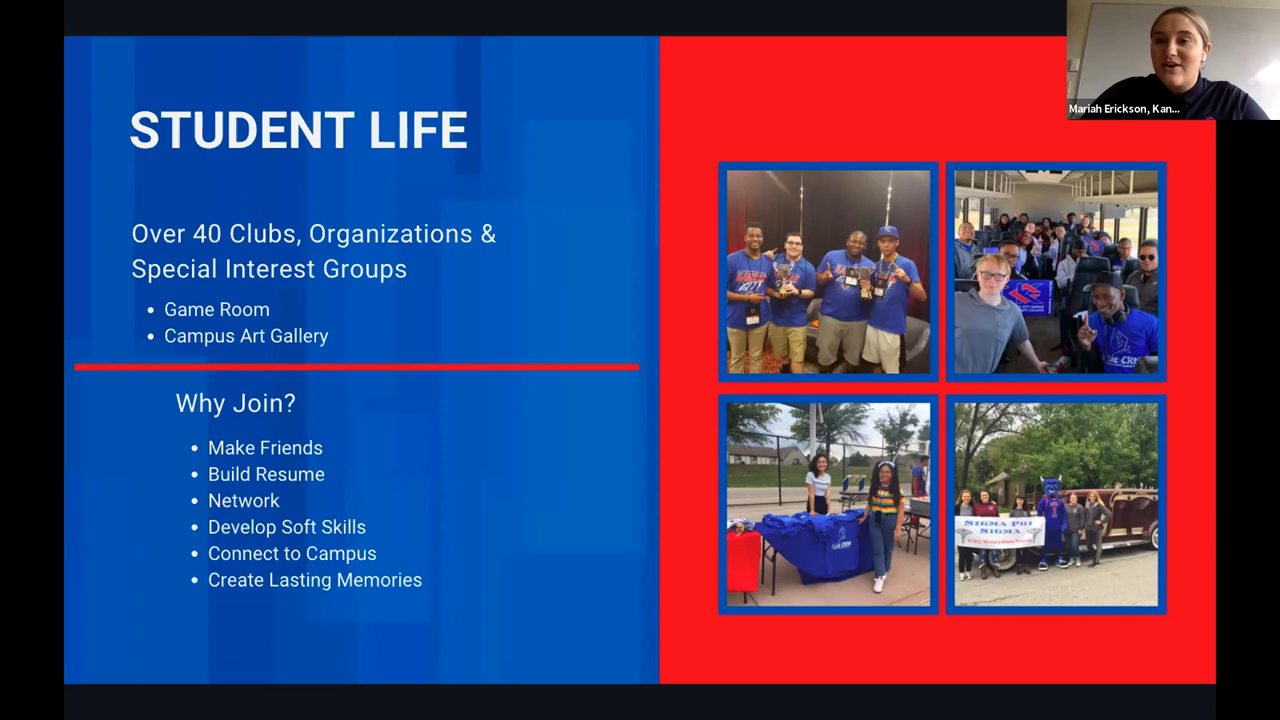 STUDENT LIFE
Over 40 Clubs, Organizations &
Special Interest Groups
Game Room
Campus Art Gallery
Why Join?
Make Friends
Build Resume
Network
Develop Soft Skills
Connect to Campus
Create Lasting Memories
Mariah Erickson, Kan...
SIGMA PHI
SIGMA